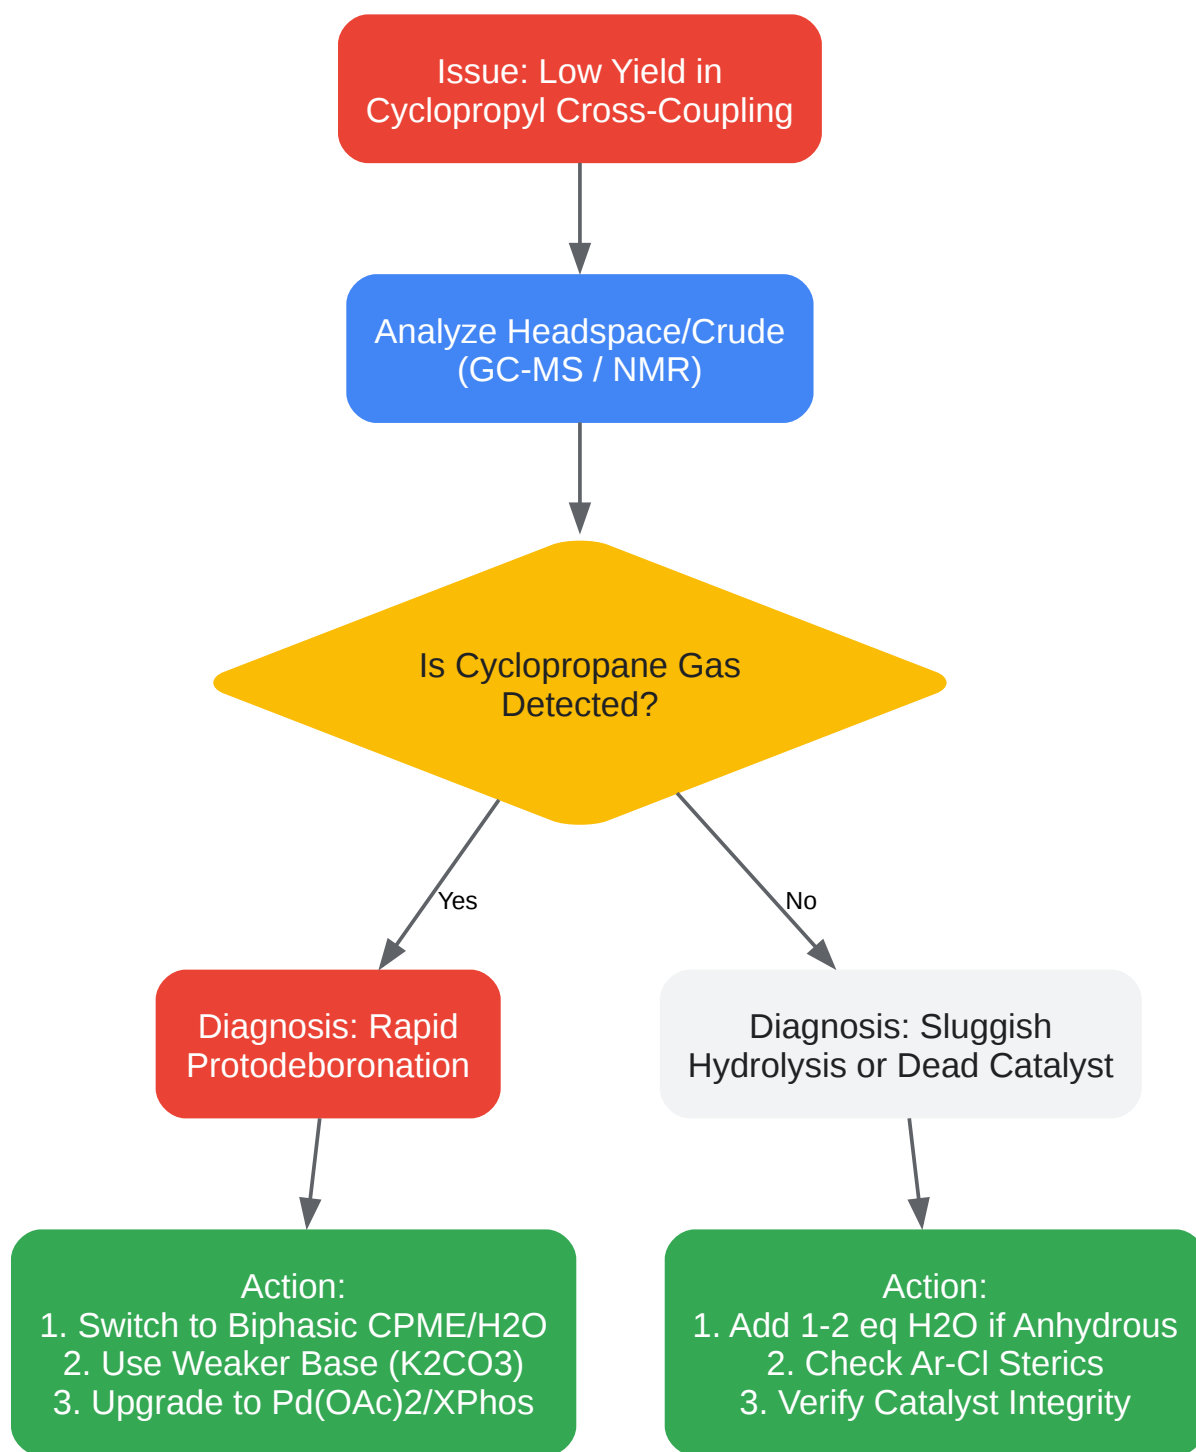 Issue: Low Yield in
Cyclopropyl Cross-Coupling
Analyze Headspace/Crude
(GC-MS / NMR)
Is Cyclopropane Gas
Detected?
Yes
No
Diagnosis: Rapid
Protodeboronation
Diagnosis: Sluggish
Hydrolysis or Dead Catalyst
Action:
1. Switch to Biphasic CPME/H2O
2. Use Weaker Base (K2CO3)
3. Upgrade to Pd(OAc)2/XPhos
Action:
1. Add 1-2 eq H2O if Anhydrous
2. Check Ar-Cl Sterics
3. Verify Catalyst Integrity